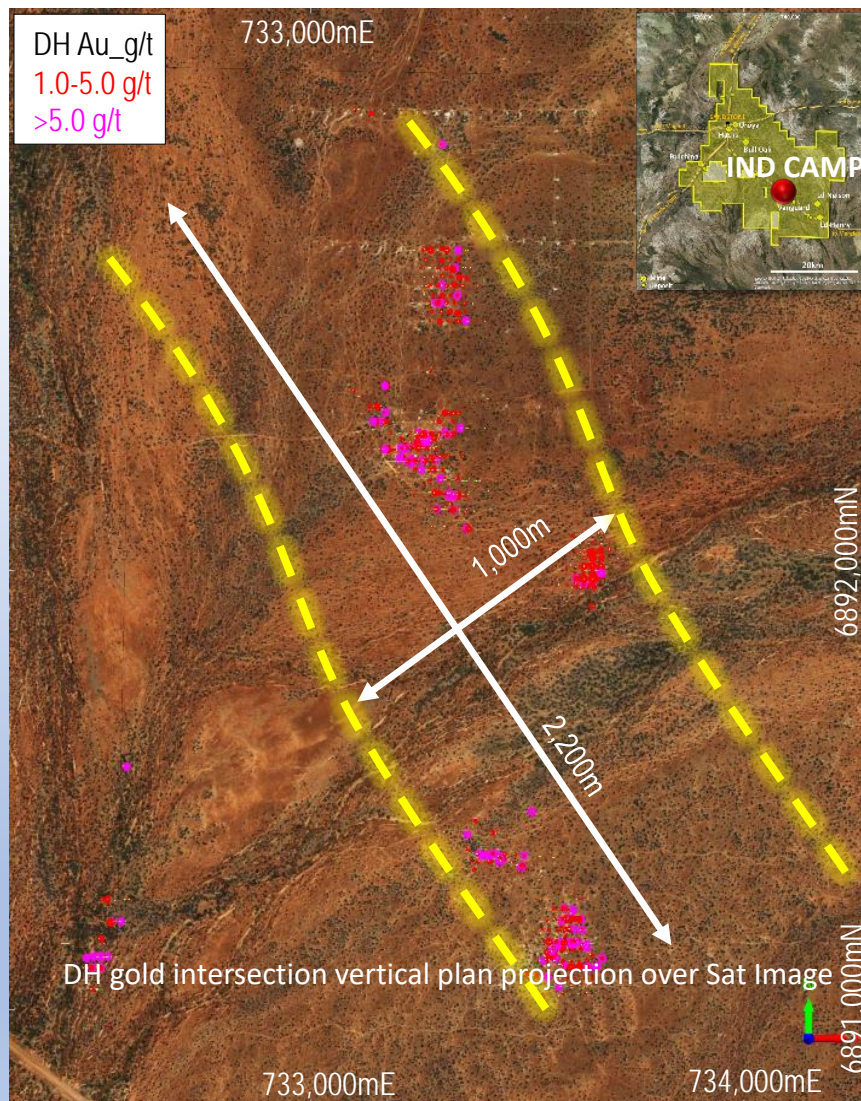 DH Au_g/t
1.0-5.0 g/t
>5.0 g/t
733,000mE
IND CAMP
Bull Oak
20km
1,000m
6892,000mN
2,200m
DH gold intersection vertical plan projection over Sat Image
6891,000mN
733,000mE
734,000mE